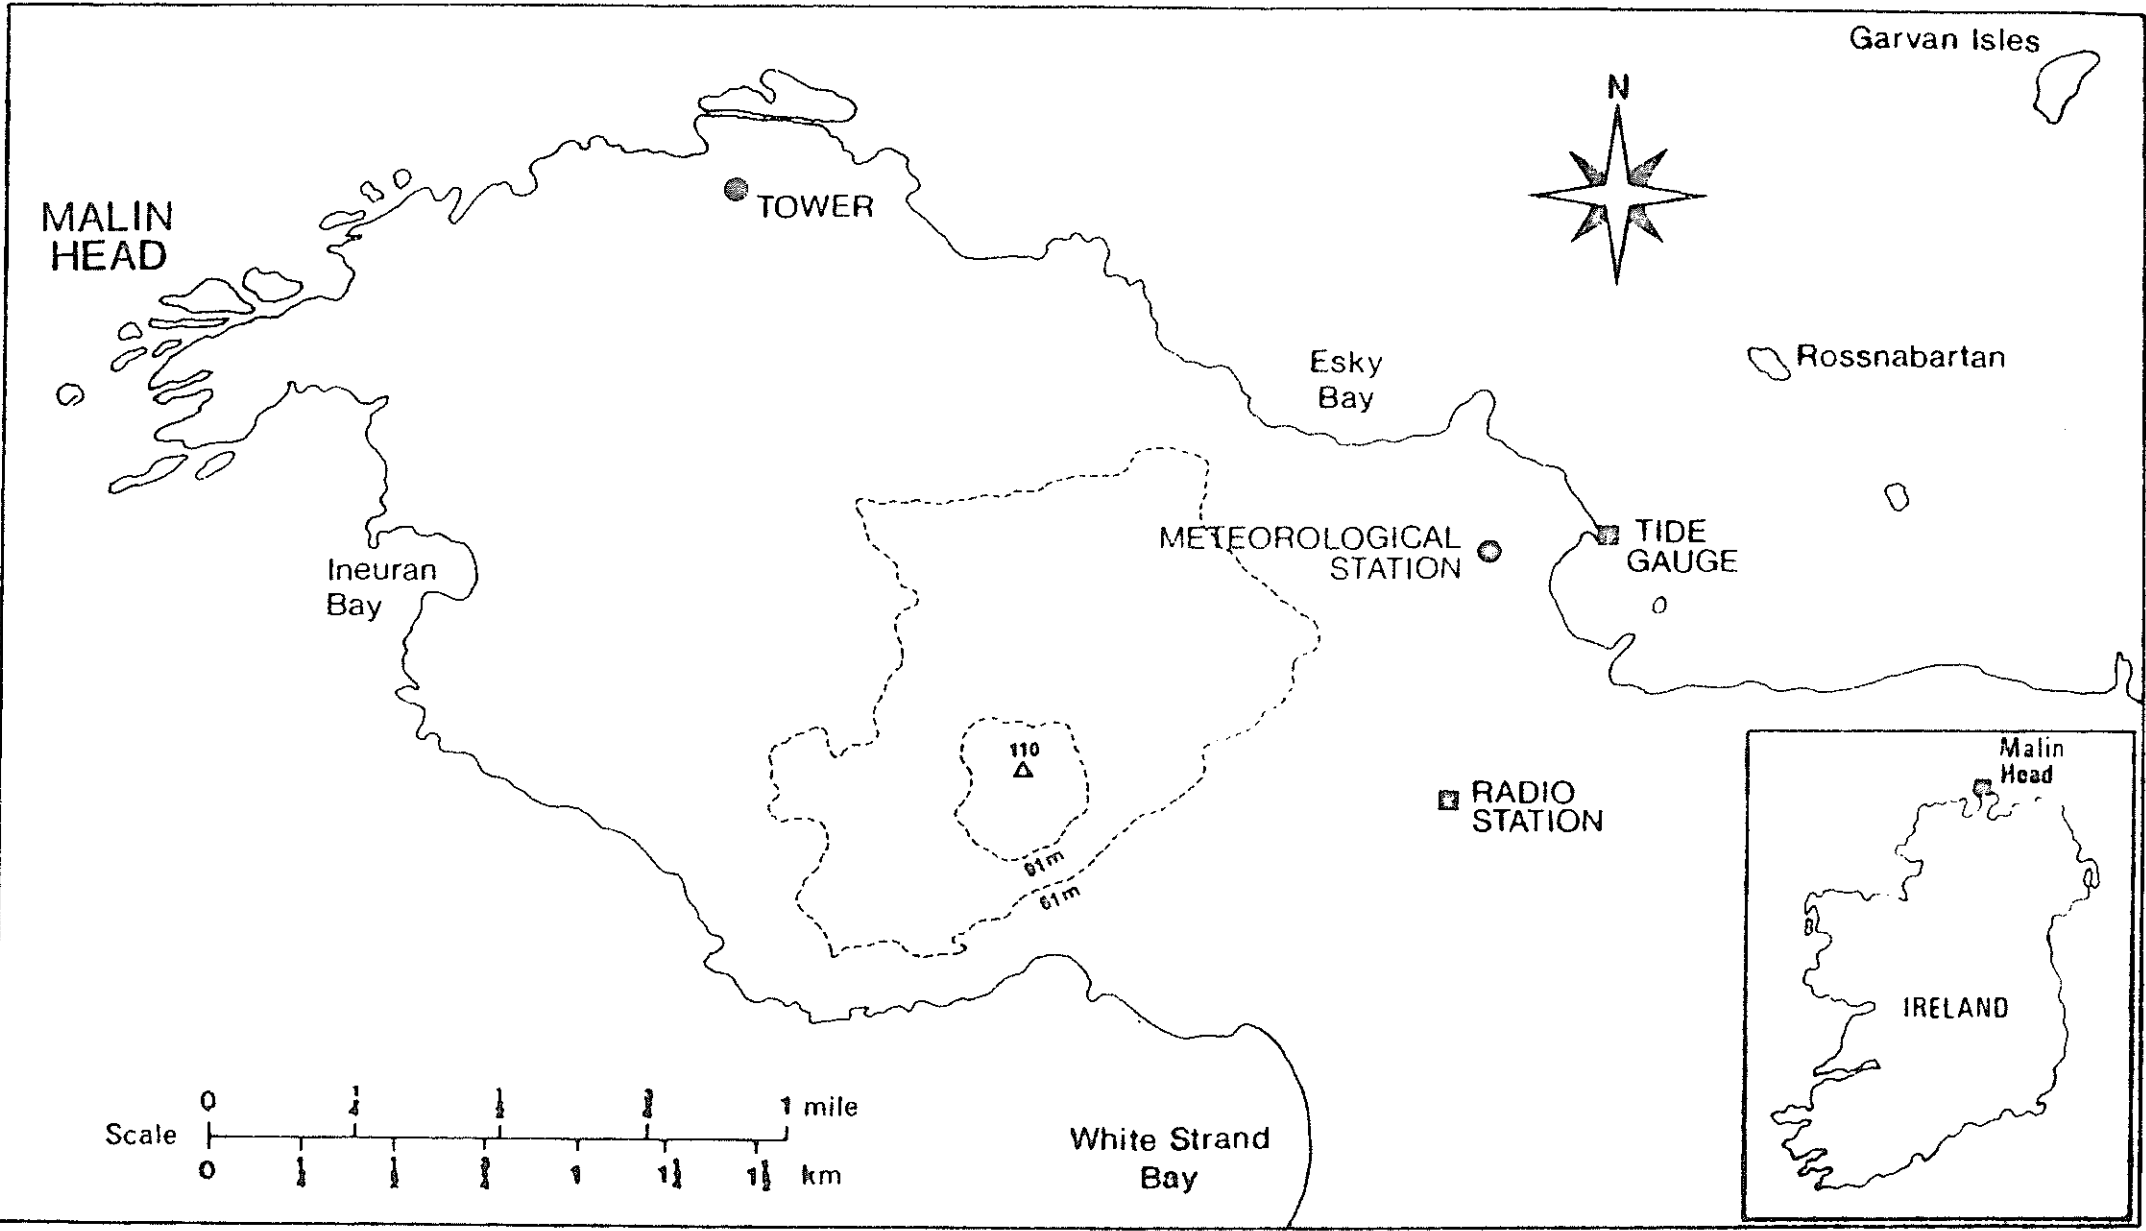 Garvan Isles
N
MALIN
HEAD
TOWER
Esky
Bay
Rossnabartan
METEOROLOGICAL
STATION
TIDE
GAUGE
Ineuran
Bay
110
RADIO
STATION
91m
61m
Malin
Head
IRELAND
0 1 mile
Scale
0 1 km
White Strand
Bay